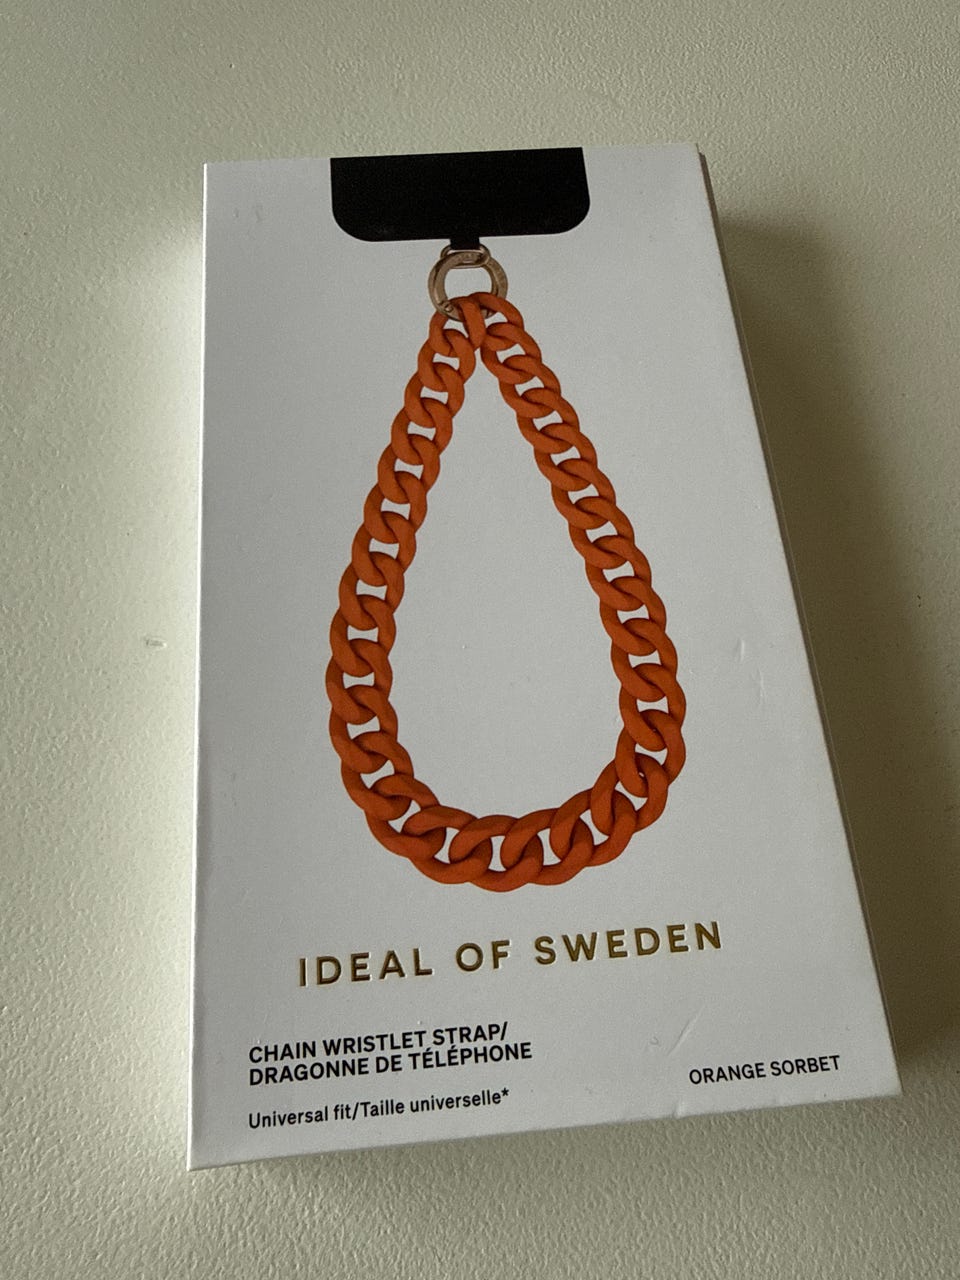 IDEAL OF SWEDEN
CHAIN WRISTLET STRAP/
DRAGONNE DE TÉLÉPHONE
Universal fit/Taille universelle*
ORANGE SORBET